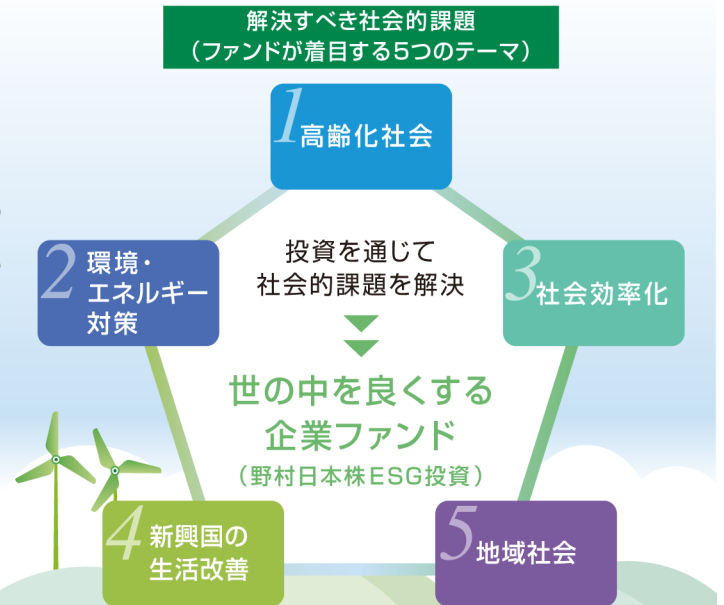 解決すべき社会的課題
（ファンドが着目する5つのテーマ）
1 高齢化社会
2 環境・
エネルギー
対策
3 社会効率化
投資を通じて
社会的課題を解決
世の中を良くする
企業ファンド
（野村日本株ESG投資）
4 新興国の
生活改善
5 地域社会